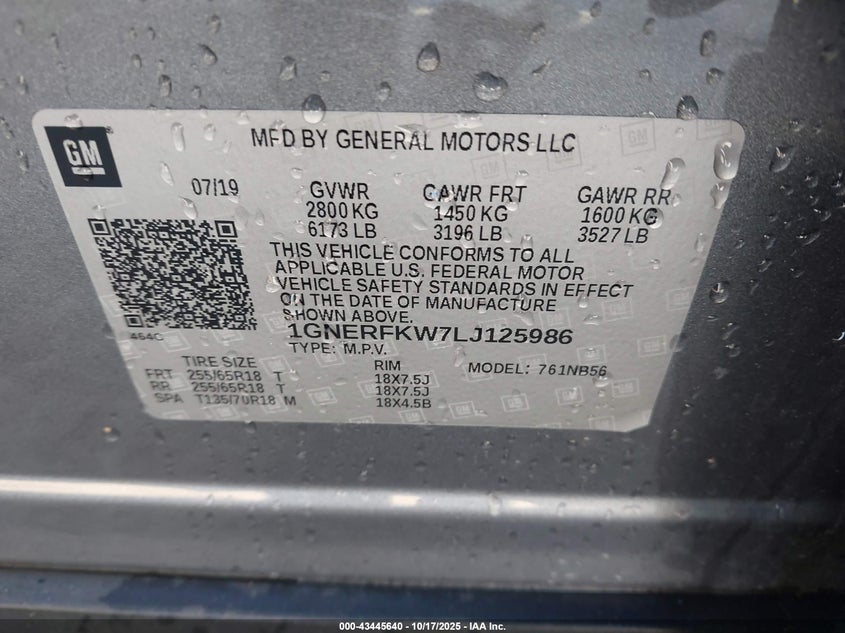 GM
MFD BY GENERAL MOTORS LLC
07/19 GVWR GAWR FRT GAWR RR
2800 KG 1450 KG 1600 KG
6173 LB 3196 LB 3527 LB
THIS VEHICLE CONFORMS TO ALL
APPLICABLE U.S. FEDERAL MOTOR
VEHICLE SAFETY STANDARDS IN EFFECT
ON THE DATE OF MANUFACTURE
SHOWN ABOVE.
464C
1GNERFKW7LJ125986
TYPE: M.P.V. MODEL: 761NB56
TIRE SIZE RIM
FRT 255/65R18 T 18X7.5J
RR 255/65R18 T 18X7.5J
SPA T135/70R18 M 18X4.5B
000-43445640 - 10/17/2025 - IAA Inc.